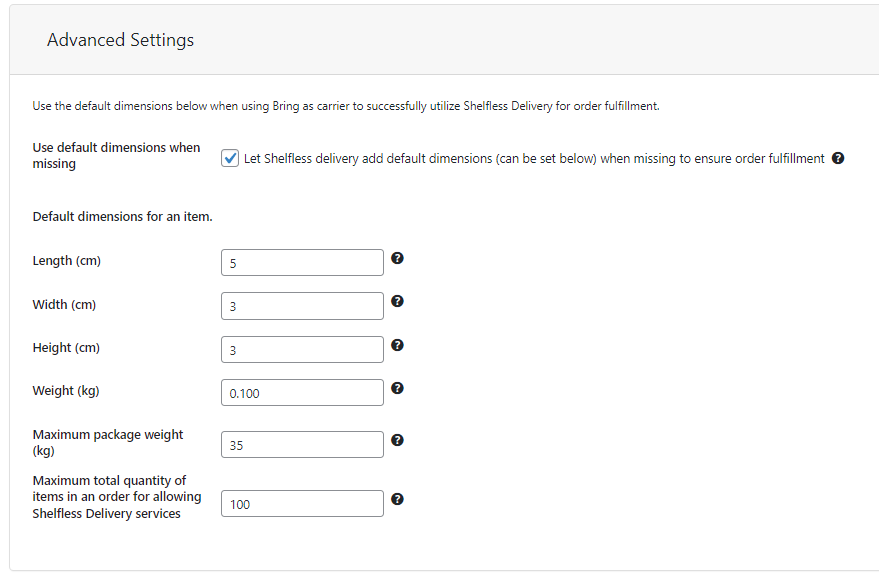 Advanced Settings
Use the default dimensions below when using Bring as carrier to successfully utilize Shelfless Delivery for order fulfillment.
Use default dimensions when
missing
Let Shelfless delivery add default dimensions (can be set below) when missing to ensure order fulfillment ?
Default dimensions for an item.
Length (cm)
5 ?
Width (cm)
3 ?
Height (cm)
3 ?
Weight (kg)
0.100 ?
Maximum package weight
(kg)
35 ?
Maximum total quantity of
items in an order for allowing
Shelfless Delivery services
100 ?